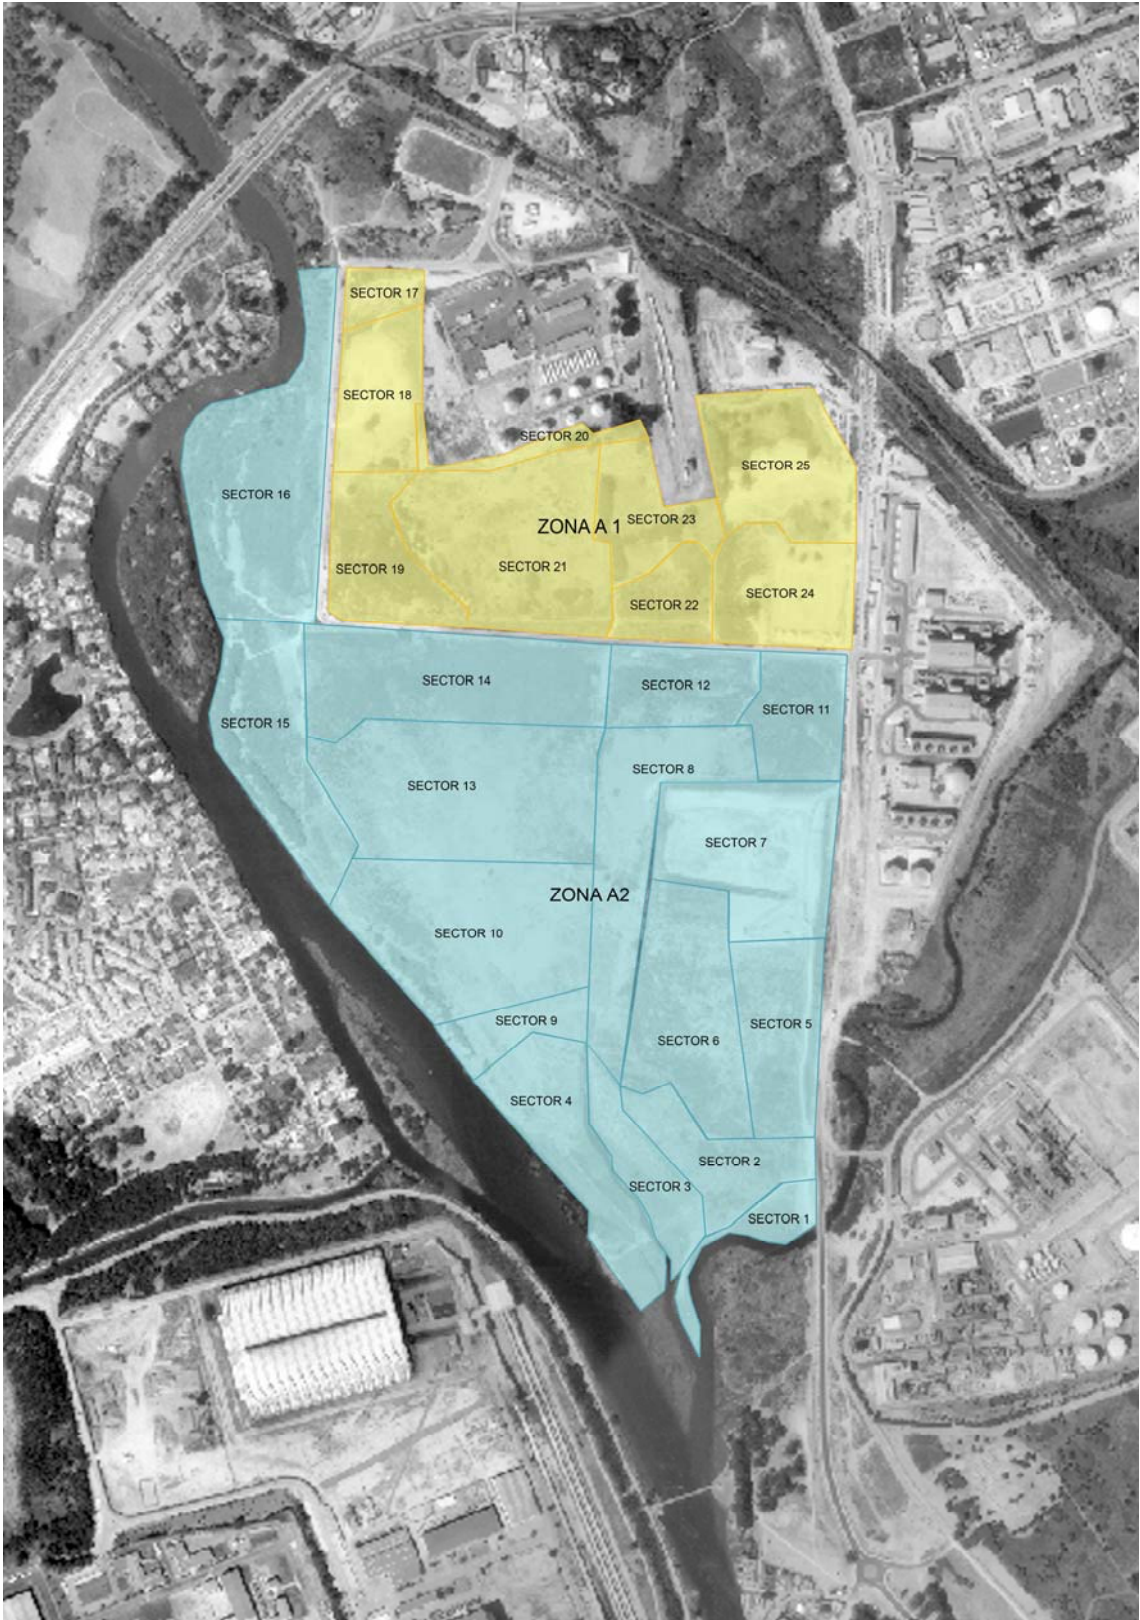 SECTOR 17
SECTOR 18
SECTOR 20
SECTOR 25
SECTOR 16
SECTOR 23
ZONA A 1
SECTOR 21
SECTOR 19
SECTOR 24
SECTOR 22
SECTOR 14
SECTOR 12
SECTOR 11
SECTOR 15
SECTOR 8
SECTOR 13
SECTOR 7
ZONA A2
SECTOR 10
SECTOR 9
SECTOR 5
SECTOR 6
SECTOR 4
SECTOR 2
SECTOR 3
SECTOR 1